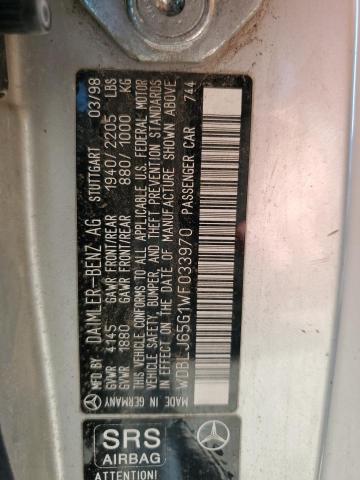 MFD BY
DAIMLER-BENZ AG STUTTGART 03/98
GVWR 4145 GAWR FRONT/REAR 1940/2205 LBS
GVWR 1880 GAWR FRONT/REAR 880/1000 KG
THIS VEHICLE CONFORMS TO ALL APPLICABLE U.S. FEDERAL MOTOR
VEHICLE SAFETY, BUMPER, AND THEFT PREVENTION STANDARDS
IN EFFECT ON THE DATE OF MANUFACTURE SHOWN ABOVE.
WDBLJ65G1WF033970 PASSENGER CAR 744
MADE IN GERMANY
SRS
AIRBAG
ATTENTION!